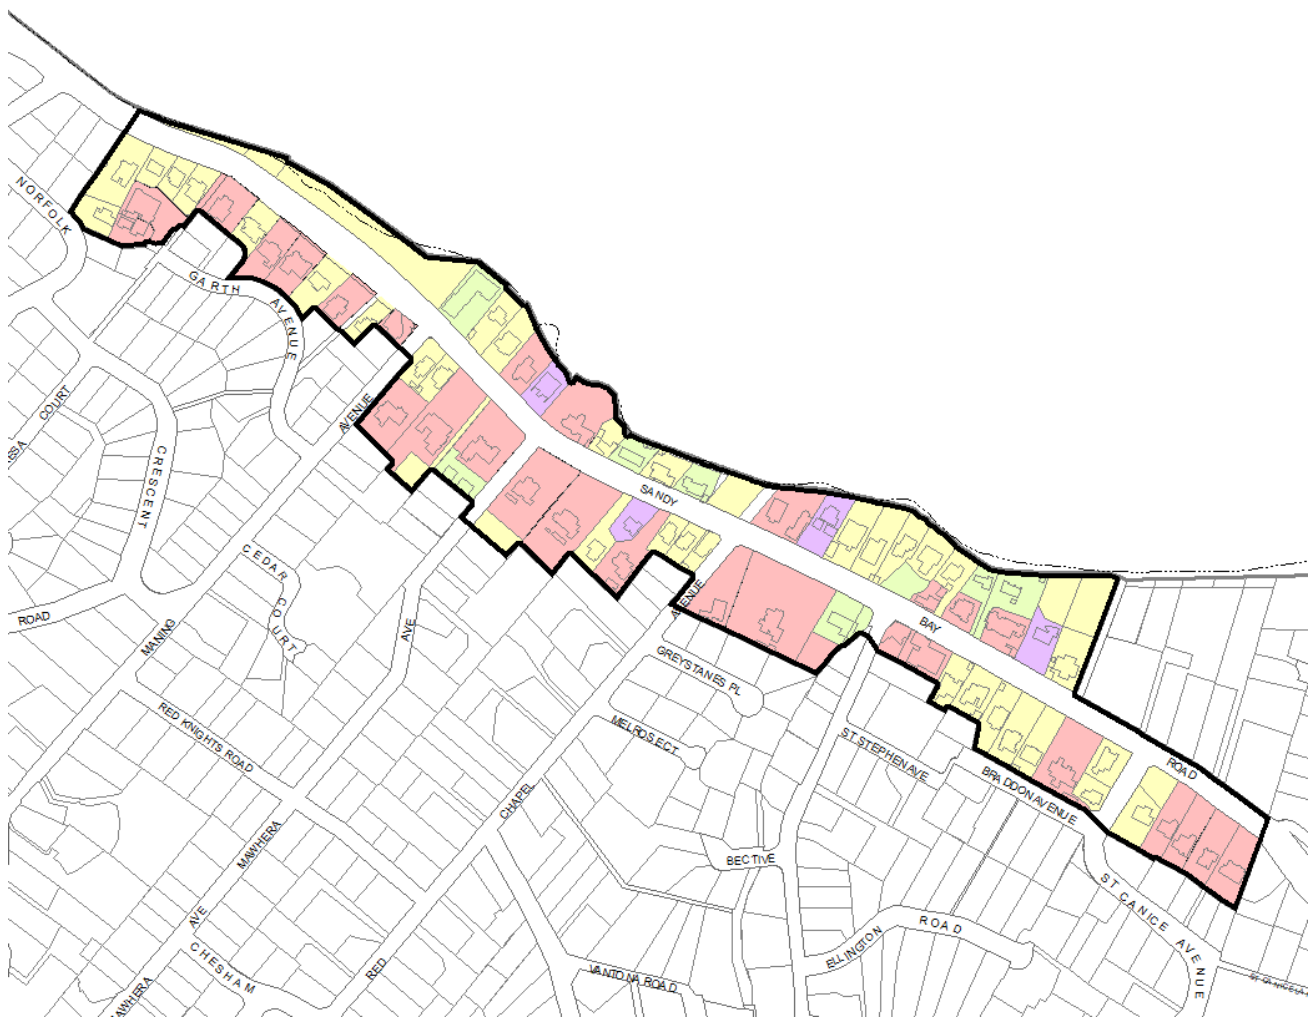 NORFOLK
GARTH
AVENUE
COURT
AVENUE
CRESCENT
SANDY
CEDAR
COURT
ROAD
MANING
AVE
AVENUE
BAY
GREYSTANES PL
RED KNIGHTS ROAD
MELROSE CT
ST STEPHEN AVE
ROAD
BRADDON AVENUE
CHAPEL
MAWHERA
BECTIVE
AVE
ST CANICE AVENUE
ROAD
ELLINGTON
CHESHAM
RED
VANTONA ROAD